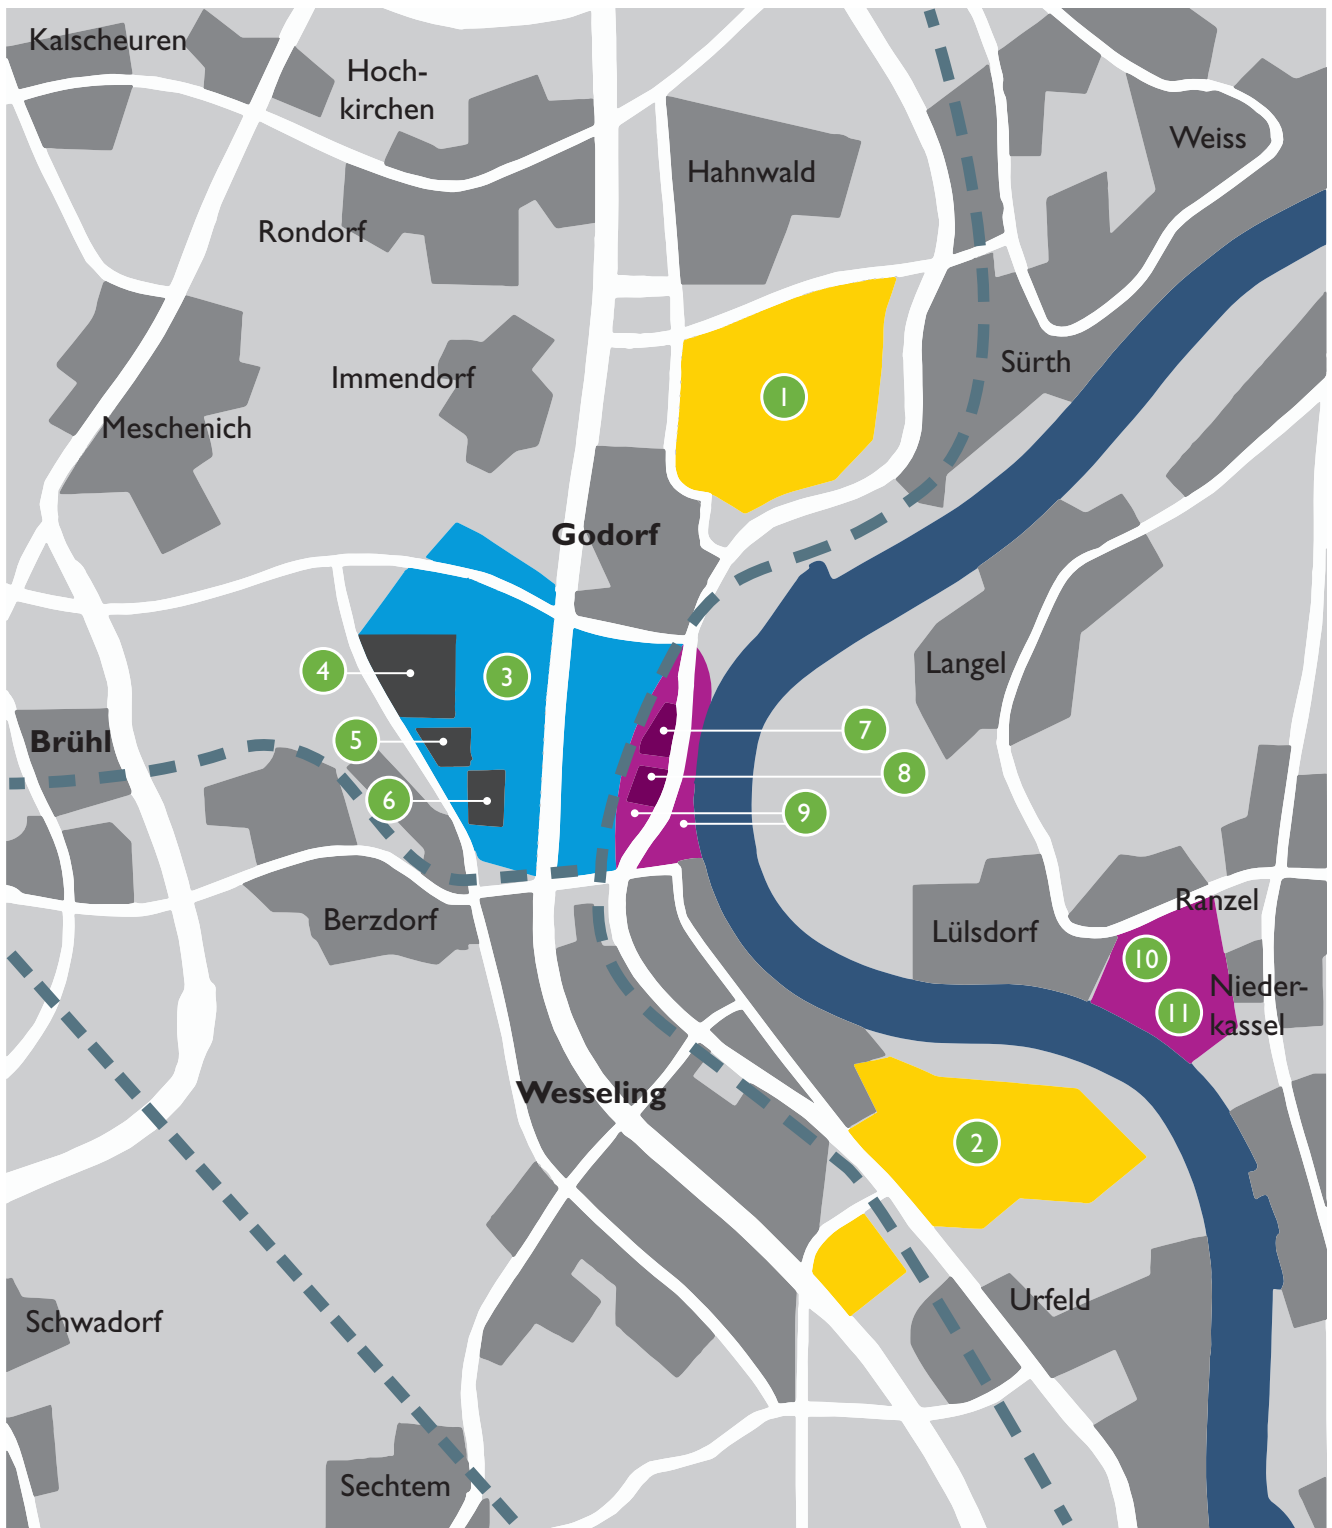 Kalscheuren
Hoch-
kirchen
Weiss
Hahnwald
Rondorf
Sürth
Immendorf
1
Meschenich
Godorf
Langel
4
3
7
Brühl
5
8
6
9
Ranzel
Berzdorf
Lülsdorf
10
Nieder-
kassel
11
Wesseling
2
Urfeld
Schwadorf
Sechtem